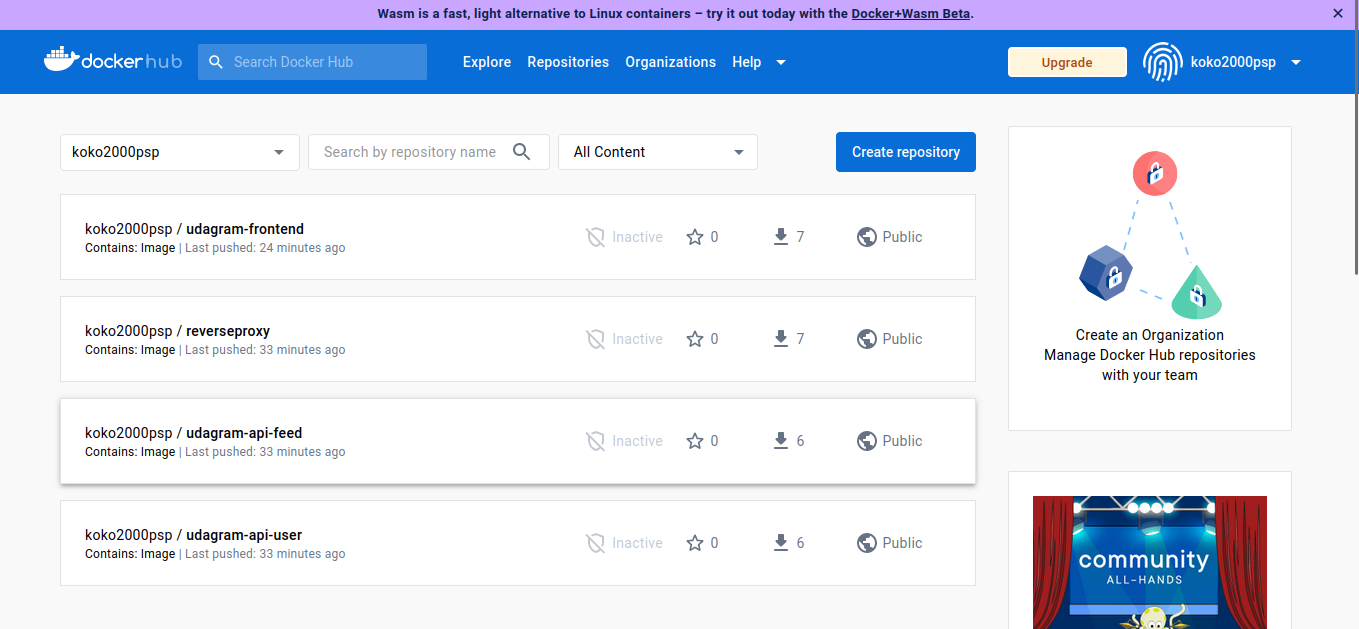 Wasm is a fast, light alternative to Linux containers – try it out today with the Docker+Wasm Beta.
dockerhub
Search Docker Hub
Explore Repositories Organizations Help
Upgrade
koko2000psp
koko2000psp
Search by repository name
All Content
Create repository
koko2000psp / udagram-frontend
Contains: Image | Last pushed: 24 minutes ago
Inactive 0 7 Public
koko2000psp / reverseproxy
Contains: Image | Last pushed: 33 minutes ago
Inactive 0 7 Public
koko2000psp / udagram-api-feed
Contains: Image | Last pushed: 33 minutes ago
Inactive 0 6 Public
koko2000psp / udagram-api-user
Contains: Image | Last pushed: 33 minutes ago
Inactive 0 6 Public
Create an Organization
Manage Docker Hub repositories
with your team
community
ALL-HANDS